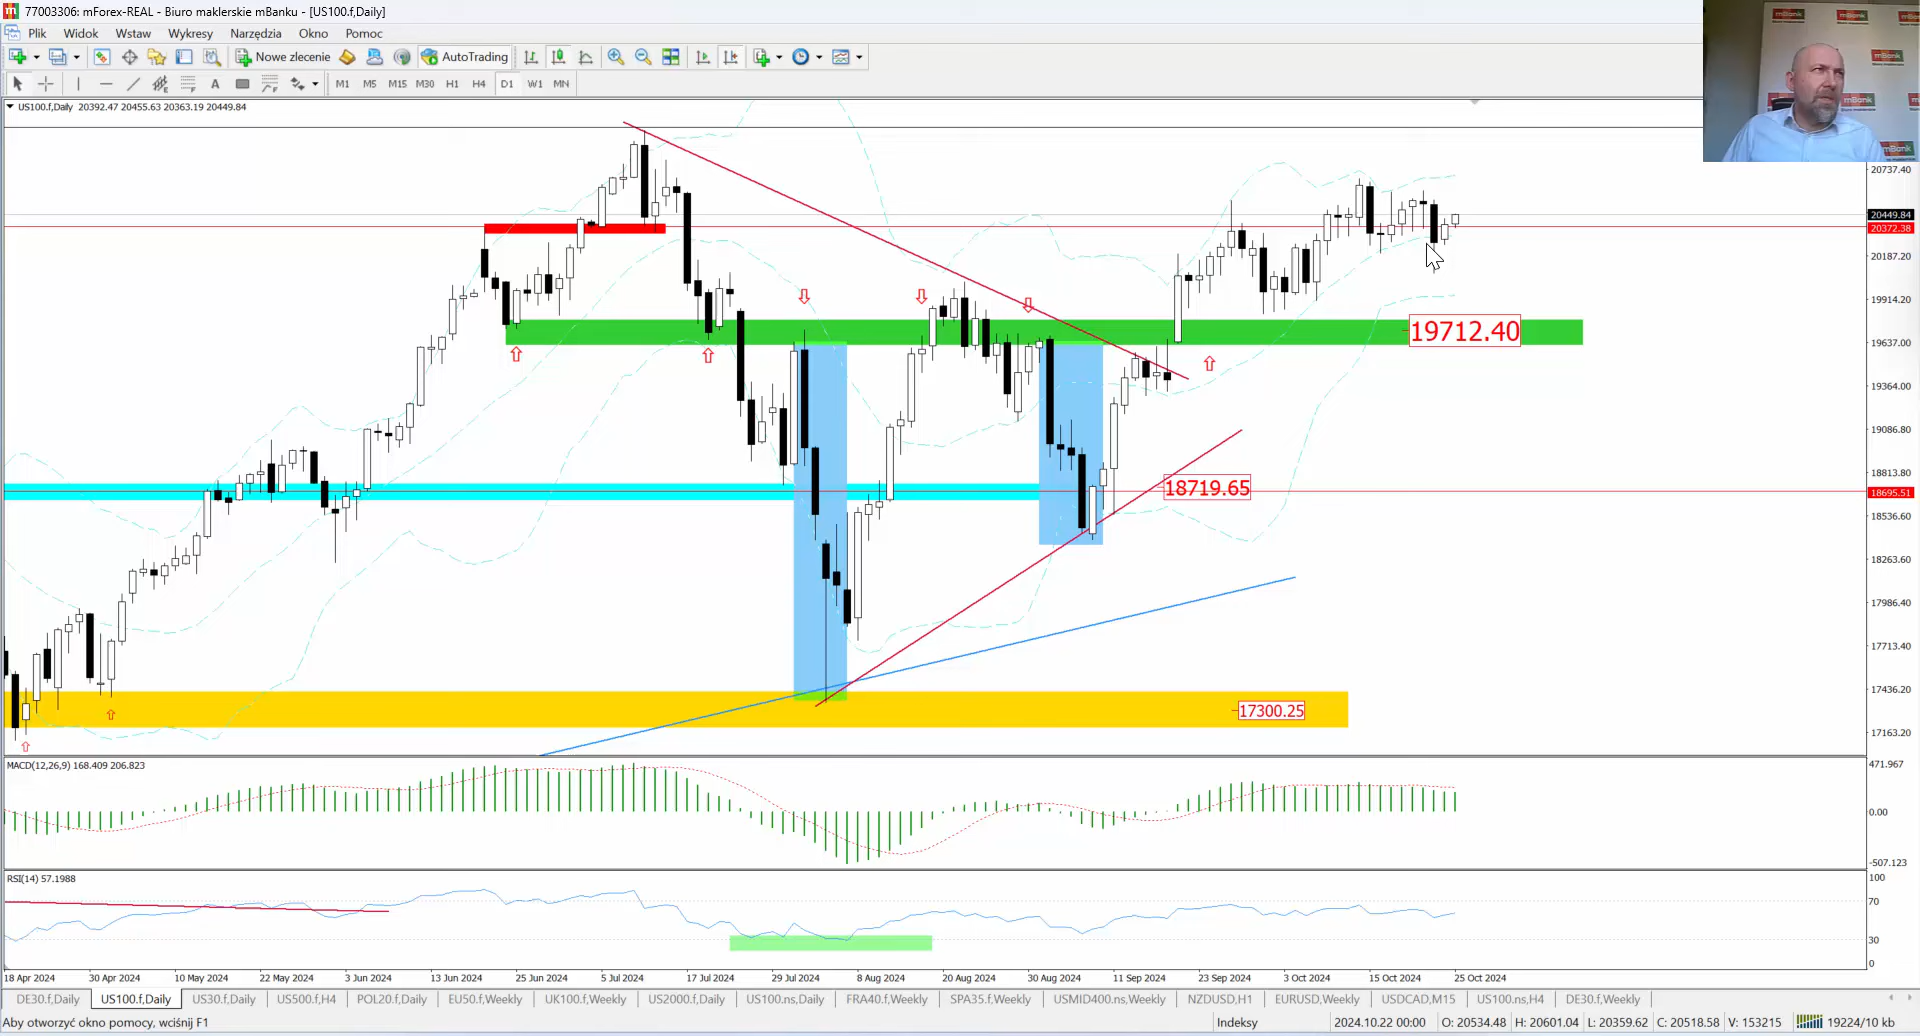 77003306: mForex-REAL - Biuro maklerskie mBanku - [US100.f,Daily]
Plik Widok Wstaw Wykresy Narzędzia Okno Pomoc
Nowe zlecenie AutoTrading
A M1 M5 M15 M30 H1 H4 D1 W1 MN
US100.f,Daily 20392.47 20455.63 20363.19 20449.84
mBank
mBank
mBank
mBank
mBank
20737.40
20449.84
20372.38
20187.20
19914.20
19712.40
19637.00
19364.00
19086.80
18813.80
18719.65
18695.51
18536.60
18263.60
17986.40
17713.40
17436.20
17300.25
17163.20
MACD(12,26,9) 168.409 206.823
471.967
0.00
-507.123
RSI(14) 57.1988
100
70
30
0
18 Apr 2024 30 Apr 2024 10 May 2024 22 May 2024 3 Jun 2024 13 Jun 2024 25 Jun 2024 5 Jul 2024 17 Jul 2024 29 Jul 2024 8 Aug 2024 20 Aug 2024 30 Aug 2024 11 Sep 2024 23 Sep 2024 3 Oct 2024 15 Oct 2024 25 Oct 2024
DE30.f,Daily US100.f,Daily US30.f,Daily US500.f,H4 POL20.f,Daily EU50.f,Weekly UK100.f,Weekly US2000.f,Daily US100.ns,Daily FRA40.f,Weekly SPA35.f,Weekly USMID400.ns,Weekly NZDUSD,H1 EURUSD,Weekly USDCAD,M15 US100.ns,H4 DE30.f,Weekly
Aby otworzyć okno pomocy, wciśnij F1 Indeksy 2024.10.22 00:00 O: 20534.48 H: 20601.04 L: 20359.62 C: 20518.58 V: 153215 19224/10 kb